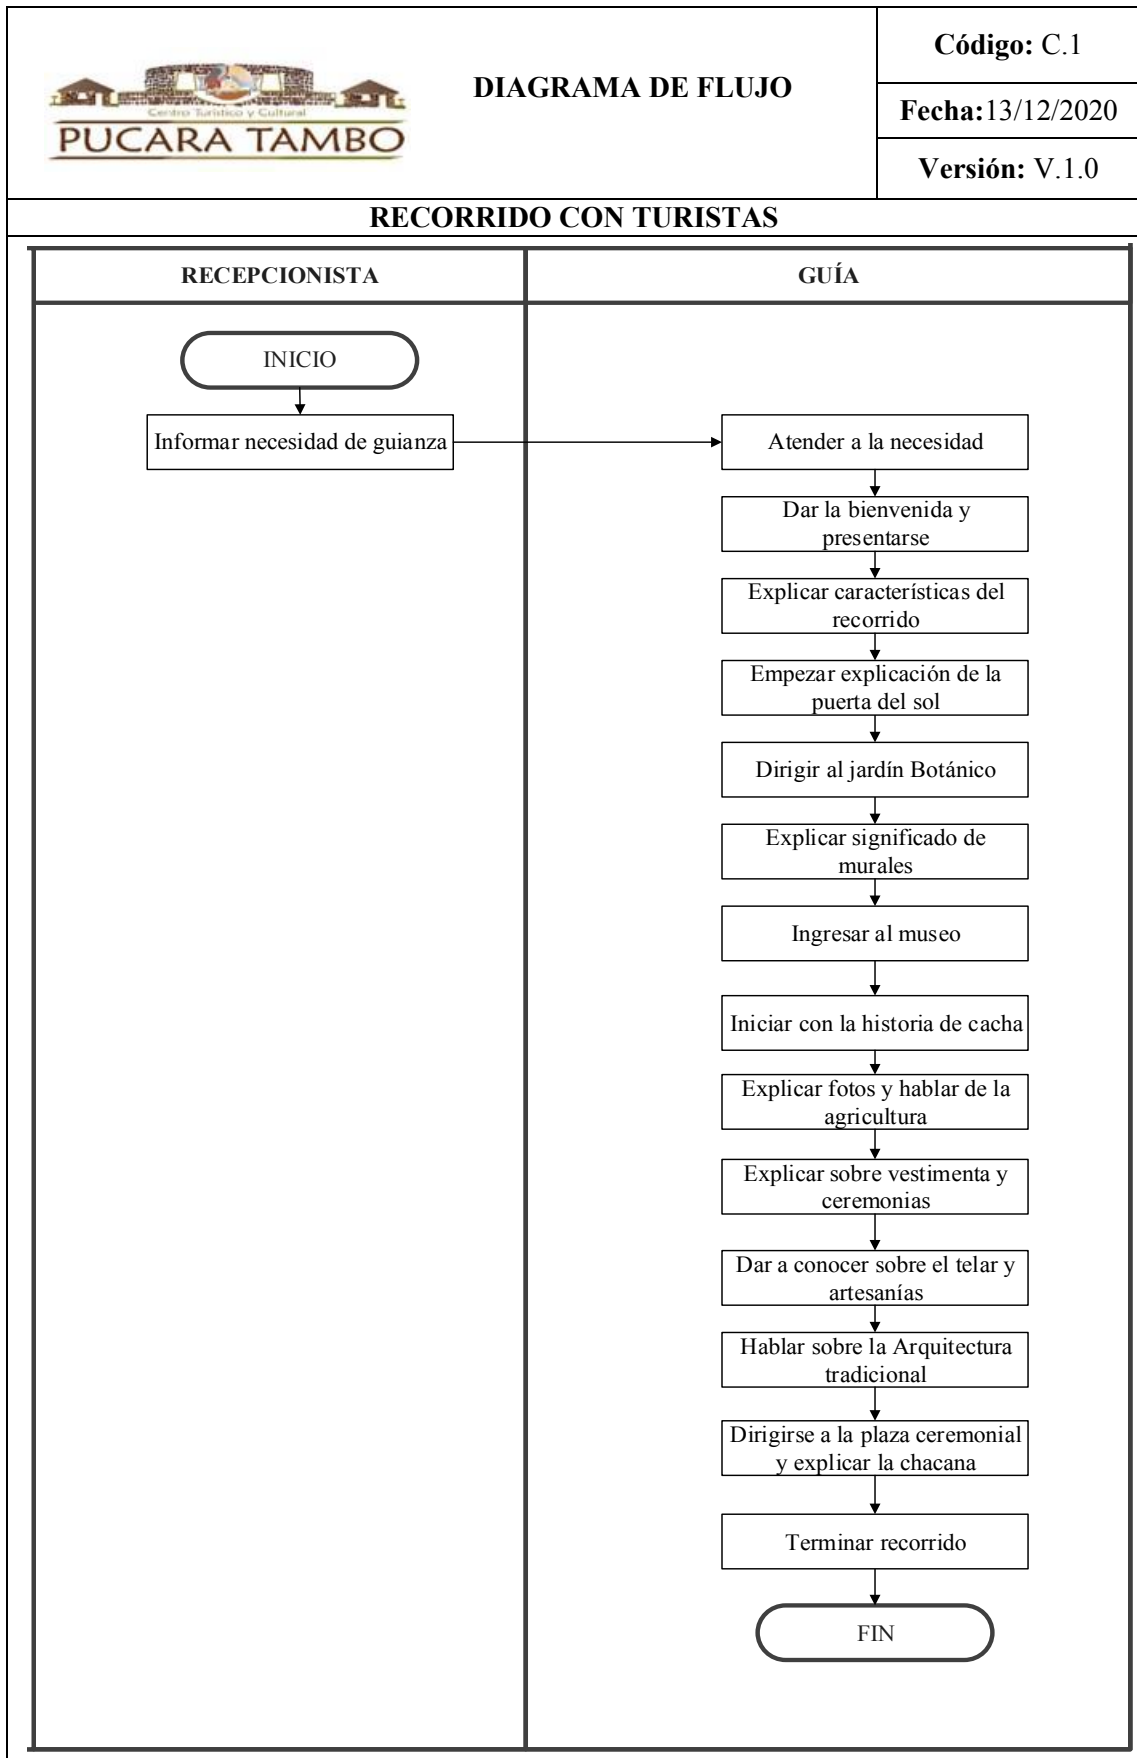 Centro Turístico y Cultural
PUCARA TAMBO
DIAGRAMA DE FLUJO
Código: C.1
Fecha:13/12/2020
Versión: V.1.0
RECORRIDO CON TURISTAS
RECEPCIONISTA
GUÍA
INICIO
Informar necesidad de guianza
Atender a la necesidad
Dar la bienvenida y
presentarse
Explicar características del
recorrido
Empezar explicación de la
puerta del sol
Dirigir al jardín Botánico
Explicar significado de
murales
Ingresar al museo
Iniciar con la historia de cacha
Explicar fotos y hablar de la
agricultura
Explicar sobre vestimenta y
ceremonias
Dar a conocer sobre el telar y
artesanías
Hablar sobre la Arquitectura
tradicional
Dirigirse a la plaza ceremonial
y explicar la chacana
Terminar recorrido
FIN